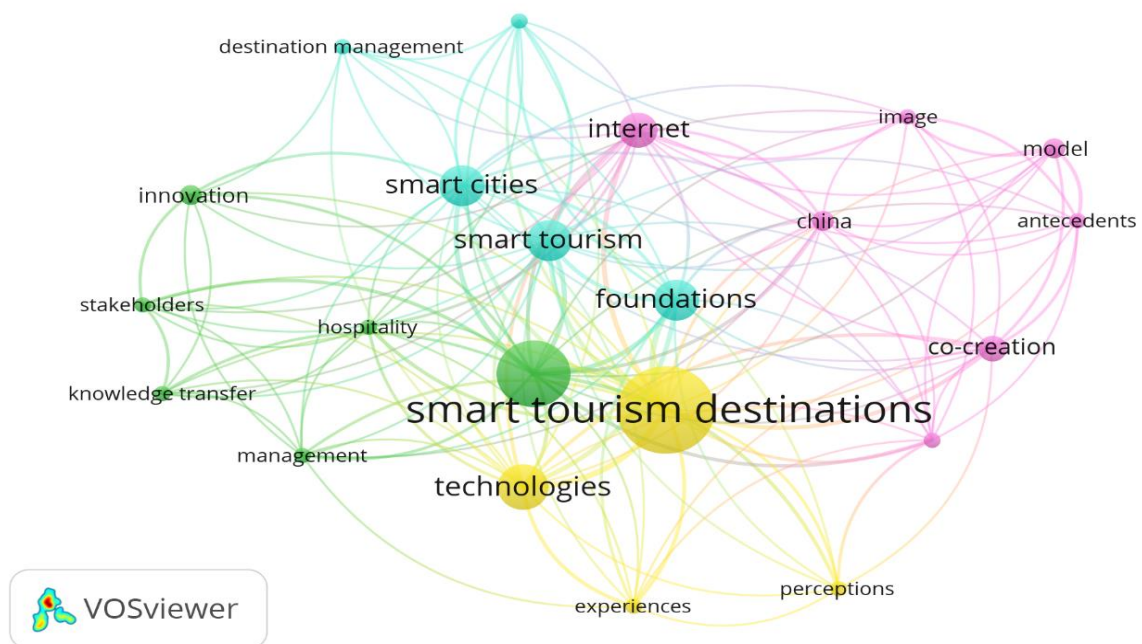 destination management
internet
image
model
smart cities
innovation
china
antecedents
smart tourism
foundations
stakeholders
hospitality
co-creation
knowledge transfer
smart tourism destinations
management
technologies
perceptions
experiences
VOSviewer